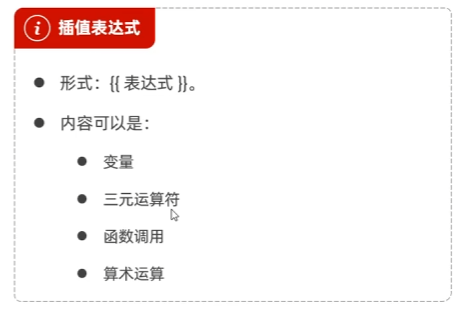 插值表达式
形式：{{ 表达式 }}。
内容可以是：
变量
三元运算符
函数调用
算术运算